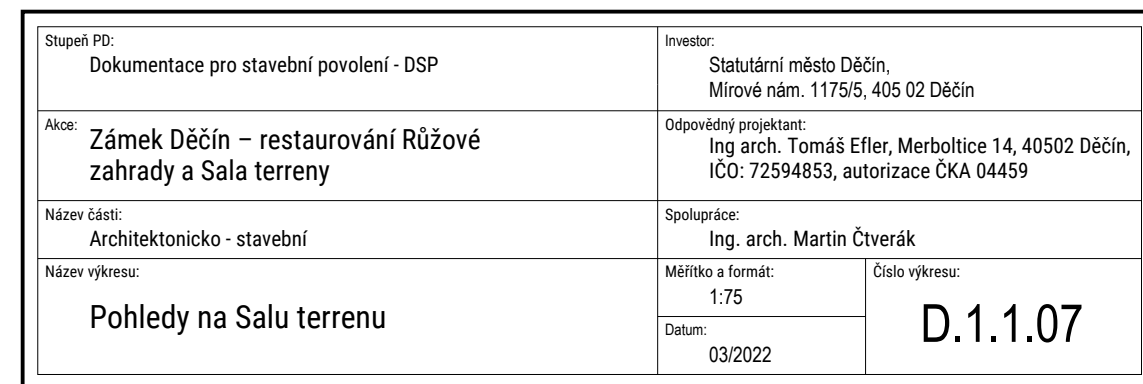 Stupeň PD:
Dokumentace pro stavební povolení - DSP
Investor:
Statutární město Děčín,
Mírové nám. 1175/5, 405 02 Děčín
Akce:
Zámek Děčín – restaurování Růžové
zahrady a Sala terreny
Odpovědný projektant:
Ing arch. Tomáš Efler, Merboltice 14, 40502 Děčín,
IČO: 72594853, autorizace ČKA 04459
Název části:
Architektonicko - stavební
Spolupráce:
Ing. arch. Martin Čtverák
Název výkresu:
Pohledy na Salu terrenu
Měřítko a formát:
1:75
Datum:
03/2022
Číslo výkresu:
D.1.1.07